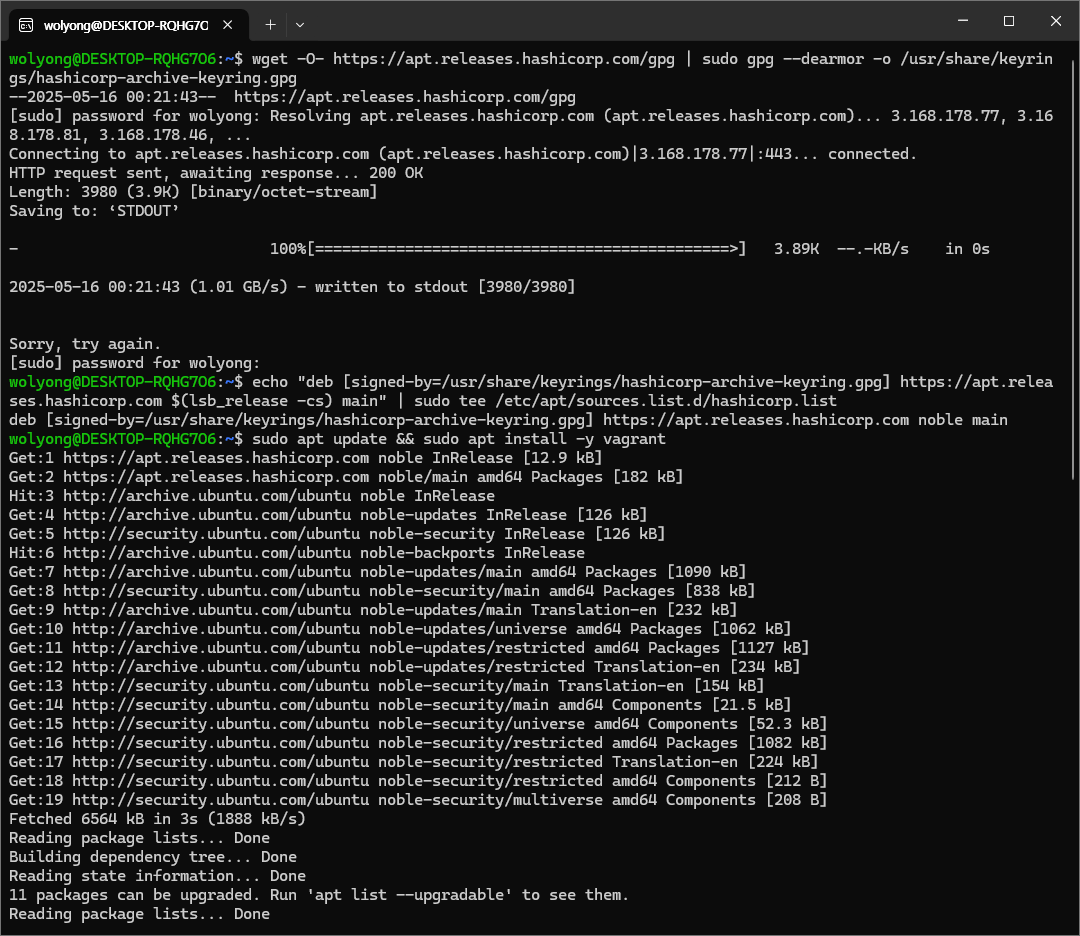 wolyong@DESKTOP-RQHG7O
wolyong@DESKTOP-RQHG7O6:~$ wget -O- https://apt.releases.hashicorp.com/gpg | sudo gpg --dearmor -o /usr/share/keyrin
gs/hashicorp-archive-keyring.gpg
--2025-05-16 00:21:43--  https://apt.releases.hashicorp.com/gpg
[sudo] password for wolyong: Resolving apt.releases.hashicorp.com (apt.releases.hashicorp.com)... 3.168.178.77, 3.16
8.178.81, 3.168.178.46, ...
Connecting to apt.releases.hashicorp.com (apt.releases.hashicorp.com)|3.168.178.77|:443... connected.
HTTP request sent, awaiting response... 200 OK
Length: 3980 (3.9K) [binary/octet-stream]
Saving to: ‘STDOUT’
-                            100%[==============================================>]   3.89K  --.-KB/s    in 0s
2025-05-16 00:21:43 (1.01 GB/s) - written to stdout [3980/3980]
Sorry, try again.
[sudo] password for wolyong:
wolyong@DESKTOP-RQHG7O6:~$ echo "deb [signed-by=/usr/share/keyrings/hashicorp-archive-keyring.gpg] https://apt.relea
ses.hashicorp.com $(lsb_release -cs) main" | sudo tee /etc/apt/sources.list.d/hashicorp.list
deb [signed-by=/usr/share/keyrings/hashicorp-archive-keyring.gpg] https://apt.releases.hashicorp.com noble main
wolyong@DESKTOP-RQHG7O6:~$ sudo apt update && sudo apt install -y vagrant
Get:1 https://apt.releases.hashicorp.com noble InRelease [12.9 kB]
Get:2 https://apt.releases.hashicorp.com noble/main amd64 Packages [182 kB]
Hit:3 http://archive.ubuntu.com/ubuntu noble InRelease
Get:4 http://archive.ubuntu.com/ubuntu noble-updates InRelease [126 kB]
Get:5 http://security.ubuntu.com/ubuntu noble-security InRelease [126 kB]
Hit:6 http://archive.ubuntu.com/ubuntu noble-backports InRelease
Get:7 http://archive.ubuntu.com/ubuntu noble-updates/main amd64 Packages [1090 kB]
Get:8 http://security.ubuntu.com/ubuntu noble-security/main amd64 Packages [838 kB]
Get:9 http://archive.ubuntu.com/ubuntu noble-updates/main Translation-en [232 kB]
Get:10 http://archive.ubuntu.com/ubuntu noble-updates/universe amd64 Packages [1062 kB]
Get:11 http://archive.ubuntu.com/ubuntu noble-updates/restricted amd64 Packages [1127 kB]
Get:12 http://archive.ubuntu.com/ubuntu noble-updates/restricted Translation-en [234 kB]
Get:13 http://security.ubuntu.com/ubuntu noble-security/main Translation-en [154 kB]
Get:14 http://security.ubuntu.com/ubuntu noble-security/main amd64 Components [21.5 kB]
Get:15 http://security.ubuntu.com/ubuntu noble-security/universe amd64 Components [52.3 kB]
Get:16 http://security.ubuntu.com/ubuntu noble-security/restricted amd64 Packages [1082 kB]
Get:17 http://security.ubuntu.com/ubuntu noble-security/restricted Translation-en [224 kB]
Get:18 http://security.ubuntu.com/ubuntu noble-security/restricted amd64 Components [212 B]
Get:19 http://security.ubuntu.com/ubuntu noble-security/multiverse amd64 Components [208 B]
Fetched 6564 kB in 3s (1888 kB/s)
Reading package lists... Done
Building dependency tree... Done
Reading state information... Done
11 packages can be upgraded. Run 'apt list --upgradable' to see them.
Reading package lists... Done